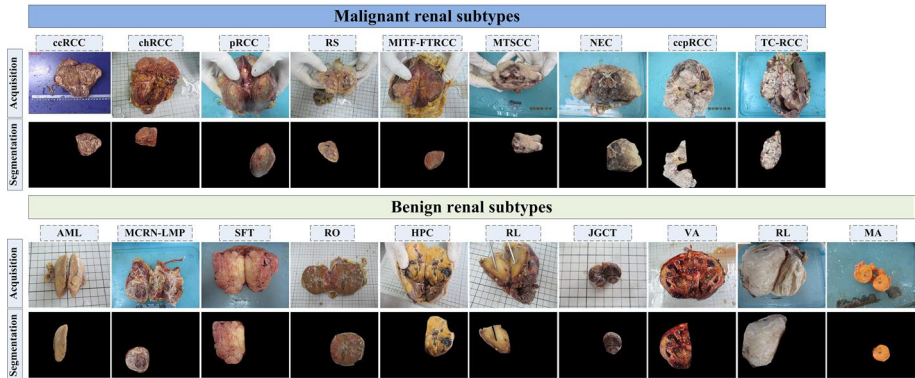 Malignant renal subtypes
ccRCC chRCC pRCC RS MITF-FTRCC MTSCC NEC ccpRCC TC-RCC
Acquisition
Segmentation
Benign renal subtypes
AML MCRN-LMP SFT RO HPC RL JGCT VA RL MA
Acquisition
Segmentation